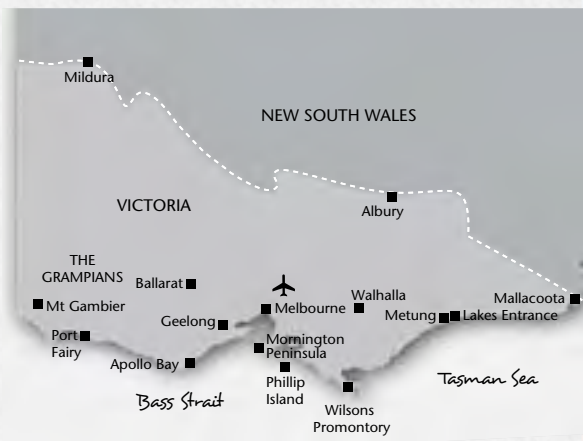 Mildura
NEW SOUTH WALES
VICTORIA
Albury
THE
GRAMPIANS
Ballarat
Mt Gambier
Melbourne
Walhalla
Mallacoota
Metung
Lakes Entrance
Geelong
Port
Fairy
Mornington
Peninsula
Apollo Bay
Phillip
Island
Tasman Sea
Bass Strait
Wilsons
Promontory